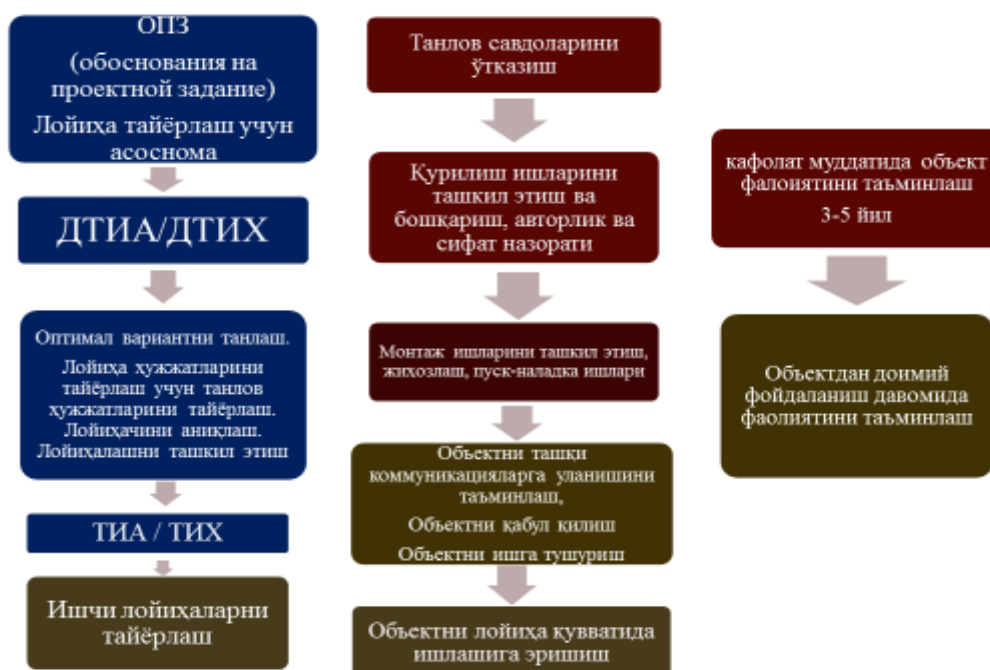 ОПЗ
(обоснования на
проектной задание)
Лойиҳа тайёрлаш учун
асоснома
ДТИА/ДТИХ
Оптимал вариантни танлаш.
Лойиҳа ҳужжатларини
тайёрлаш учун танлов
ҳужжатларини тайёрлаш.
Лойиҳачини аниқлаш.
Лойиҳалашни ташкил этиш
ТИА / ТИХ
Ишчи лойиҳаларни
тайёрлаш
Танлов савдоларини
ўтказиш
Қурилиш ишларини
ташкил этиш ва
бошқариш, авторлик ва
сифат назорати
Монтаж ишларини ташкил этиш,
жиҳозлаш, пуск-наладка ишлари
Объектни ташқи
коммуникацияларга уланишини
таъминлаш,
Объектни қабул қилиш
Объектни ишга тушуриш
Объектни лойиҳа қувватида
ишлашига эришиш
кафолат муддатида объект
фалоиятини таъминлаш
3-5 йил
Объектдан доимий
фойдаланиш давомида
фаолиятини таъминлаш